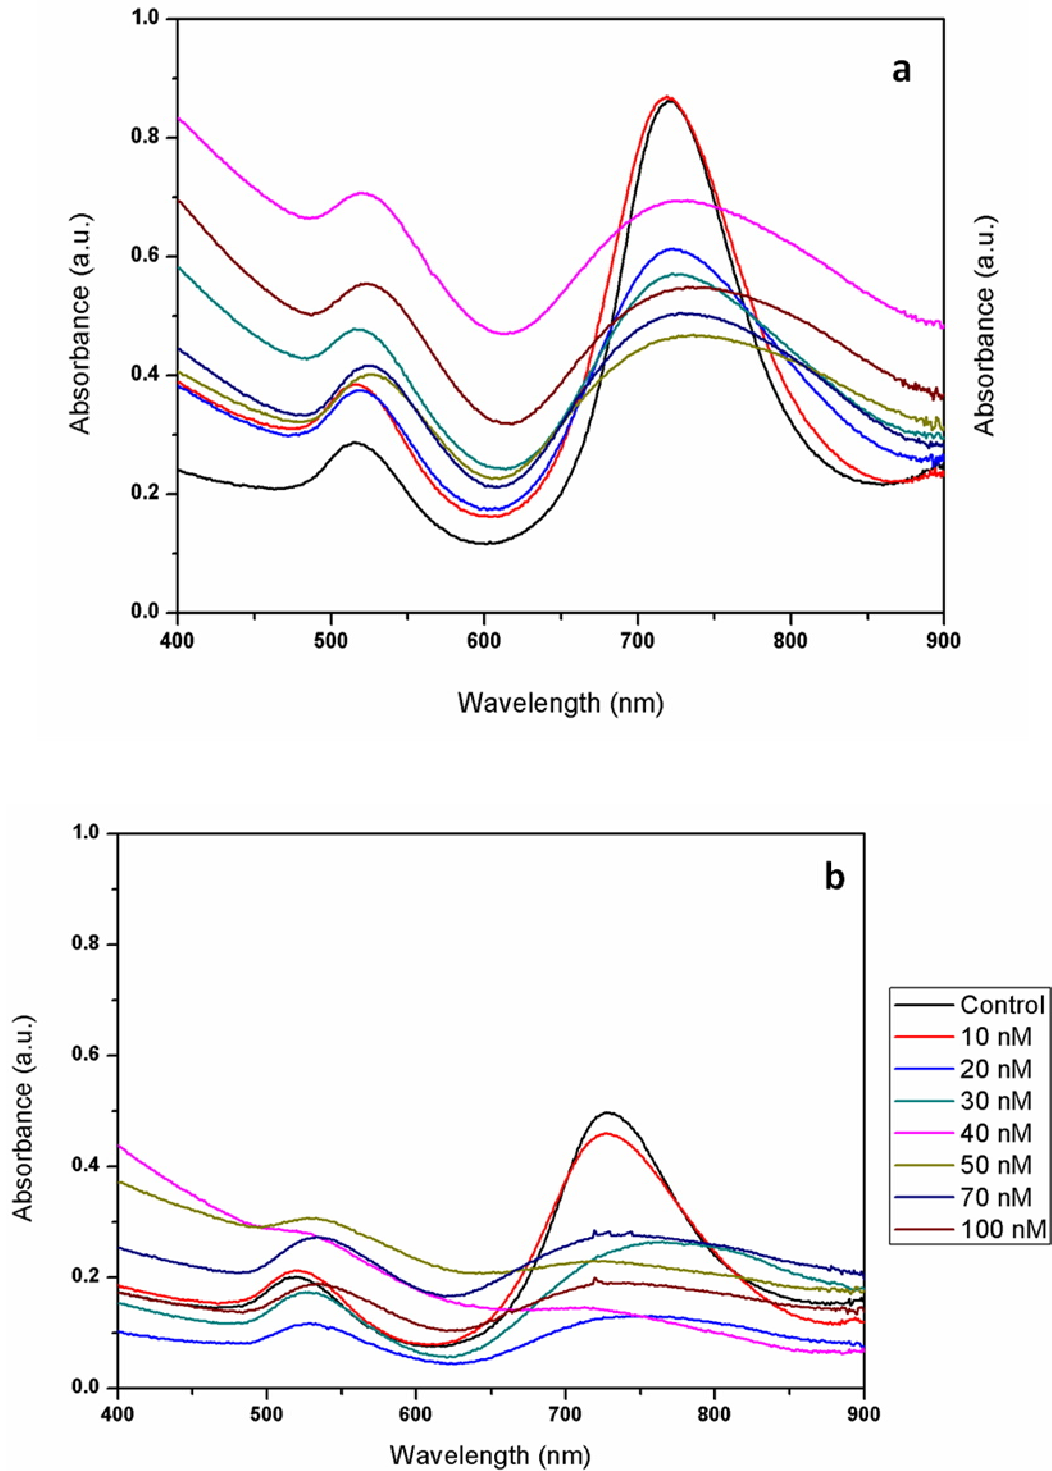 a
1.0
0.8
0.6
0.4
0.2
0.0
Absorbance (a.u.)
Absorbance (a.u.)
400 500 600 700 800 900
Wavelength (nm)
b
1.0
0.8
0.6
0.4
0.2
0.0
Absorbance (a.u.)
400 500 600 700 800 900
Wavelength (nm)
Control
10 nM
20 nM
30 nM
40 nM
50 nM
70 nM
100 nM